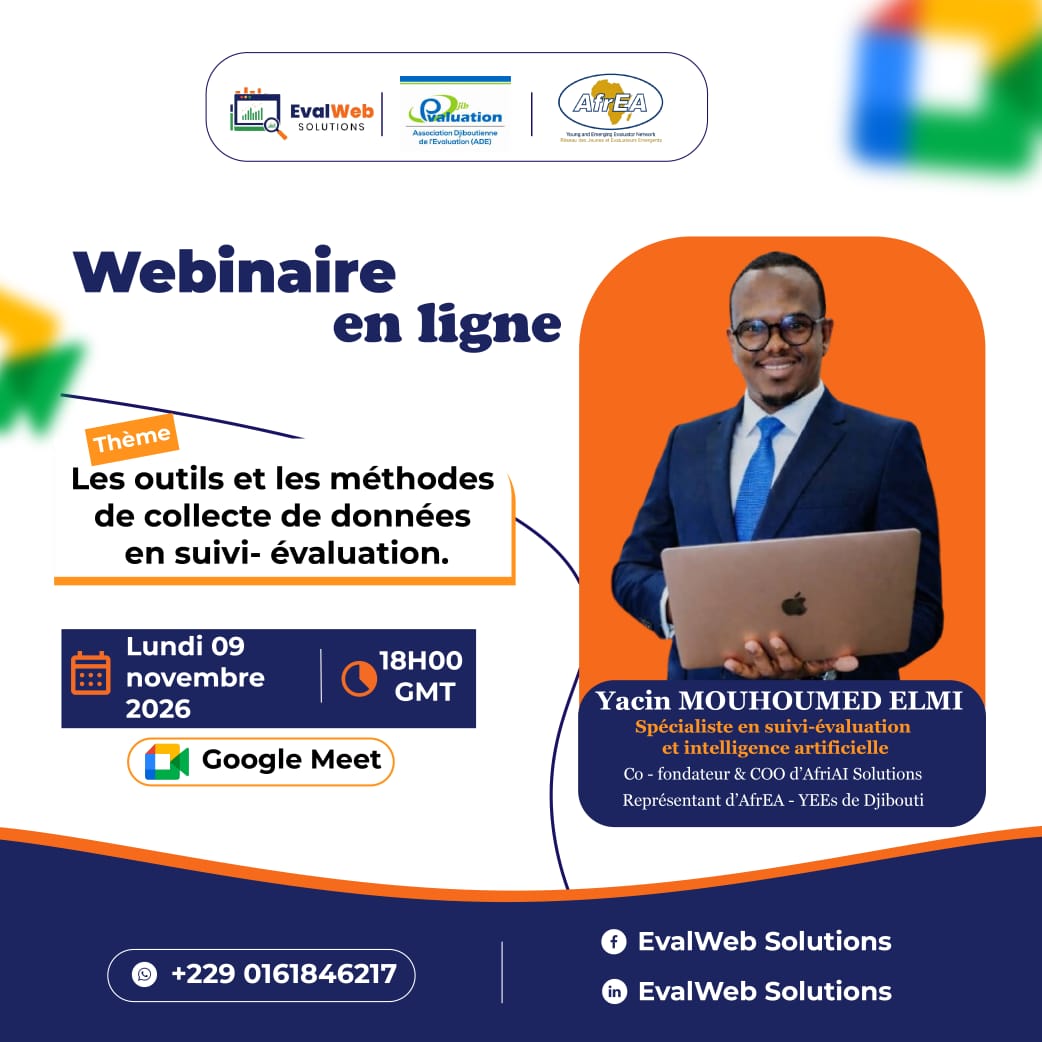 EvalWeb
SOLUTIONS
Djib
Evaluation
Association Djiboutienne
de l'Evaluation (ADE)
AfrEA
Young and Emerging Evaluator Network
Réseau des Jeunes et Evaluateurs Emergents
Webinaire
en ligne
Thème
Les outils et les méthodes
de collecte de données
en suivi- évaluation.
Lundi 09
novembre
2026
18H00
GMT
Google Meet
Yacin MOUHOUMED ELMI
Spécialiste en suivi-évaluation
et intelligence artificielle
Co - fondateur & COO d'AfriAI Solutions
Représentant d'AfrEA - YEEs de Djibouti
+229 0161846217
EvalWeb Solutions
EvalWeb Solutions